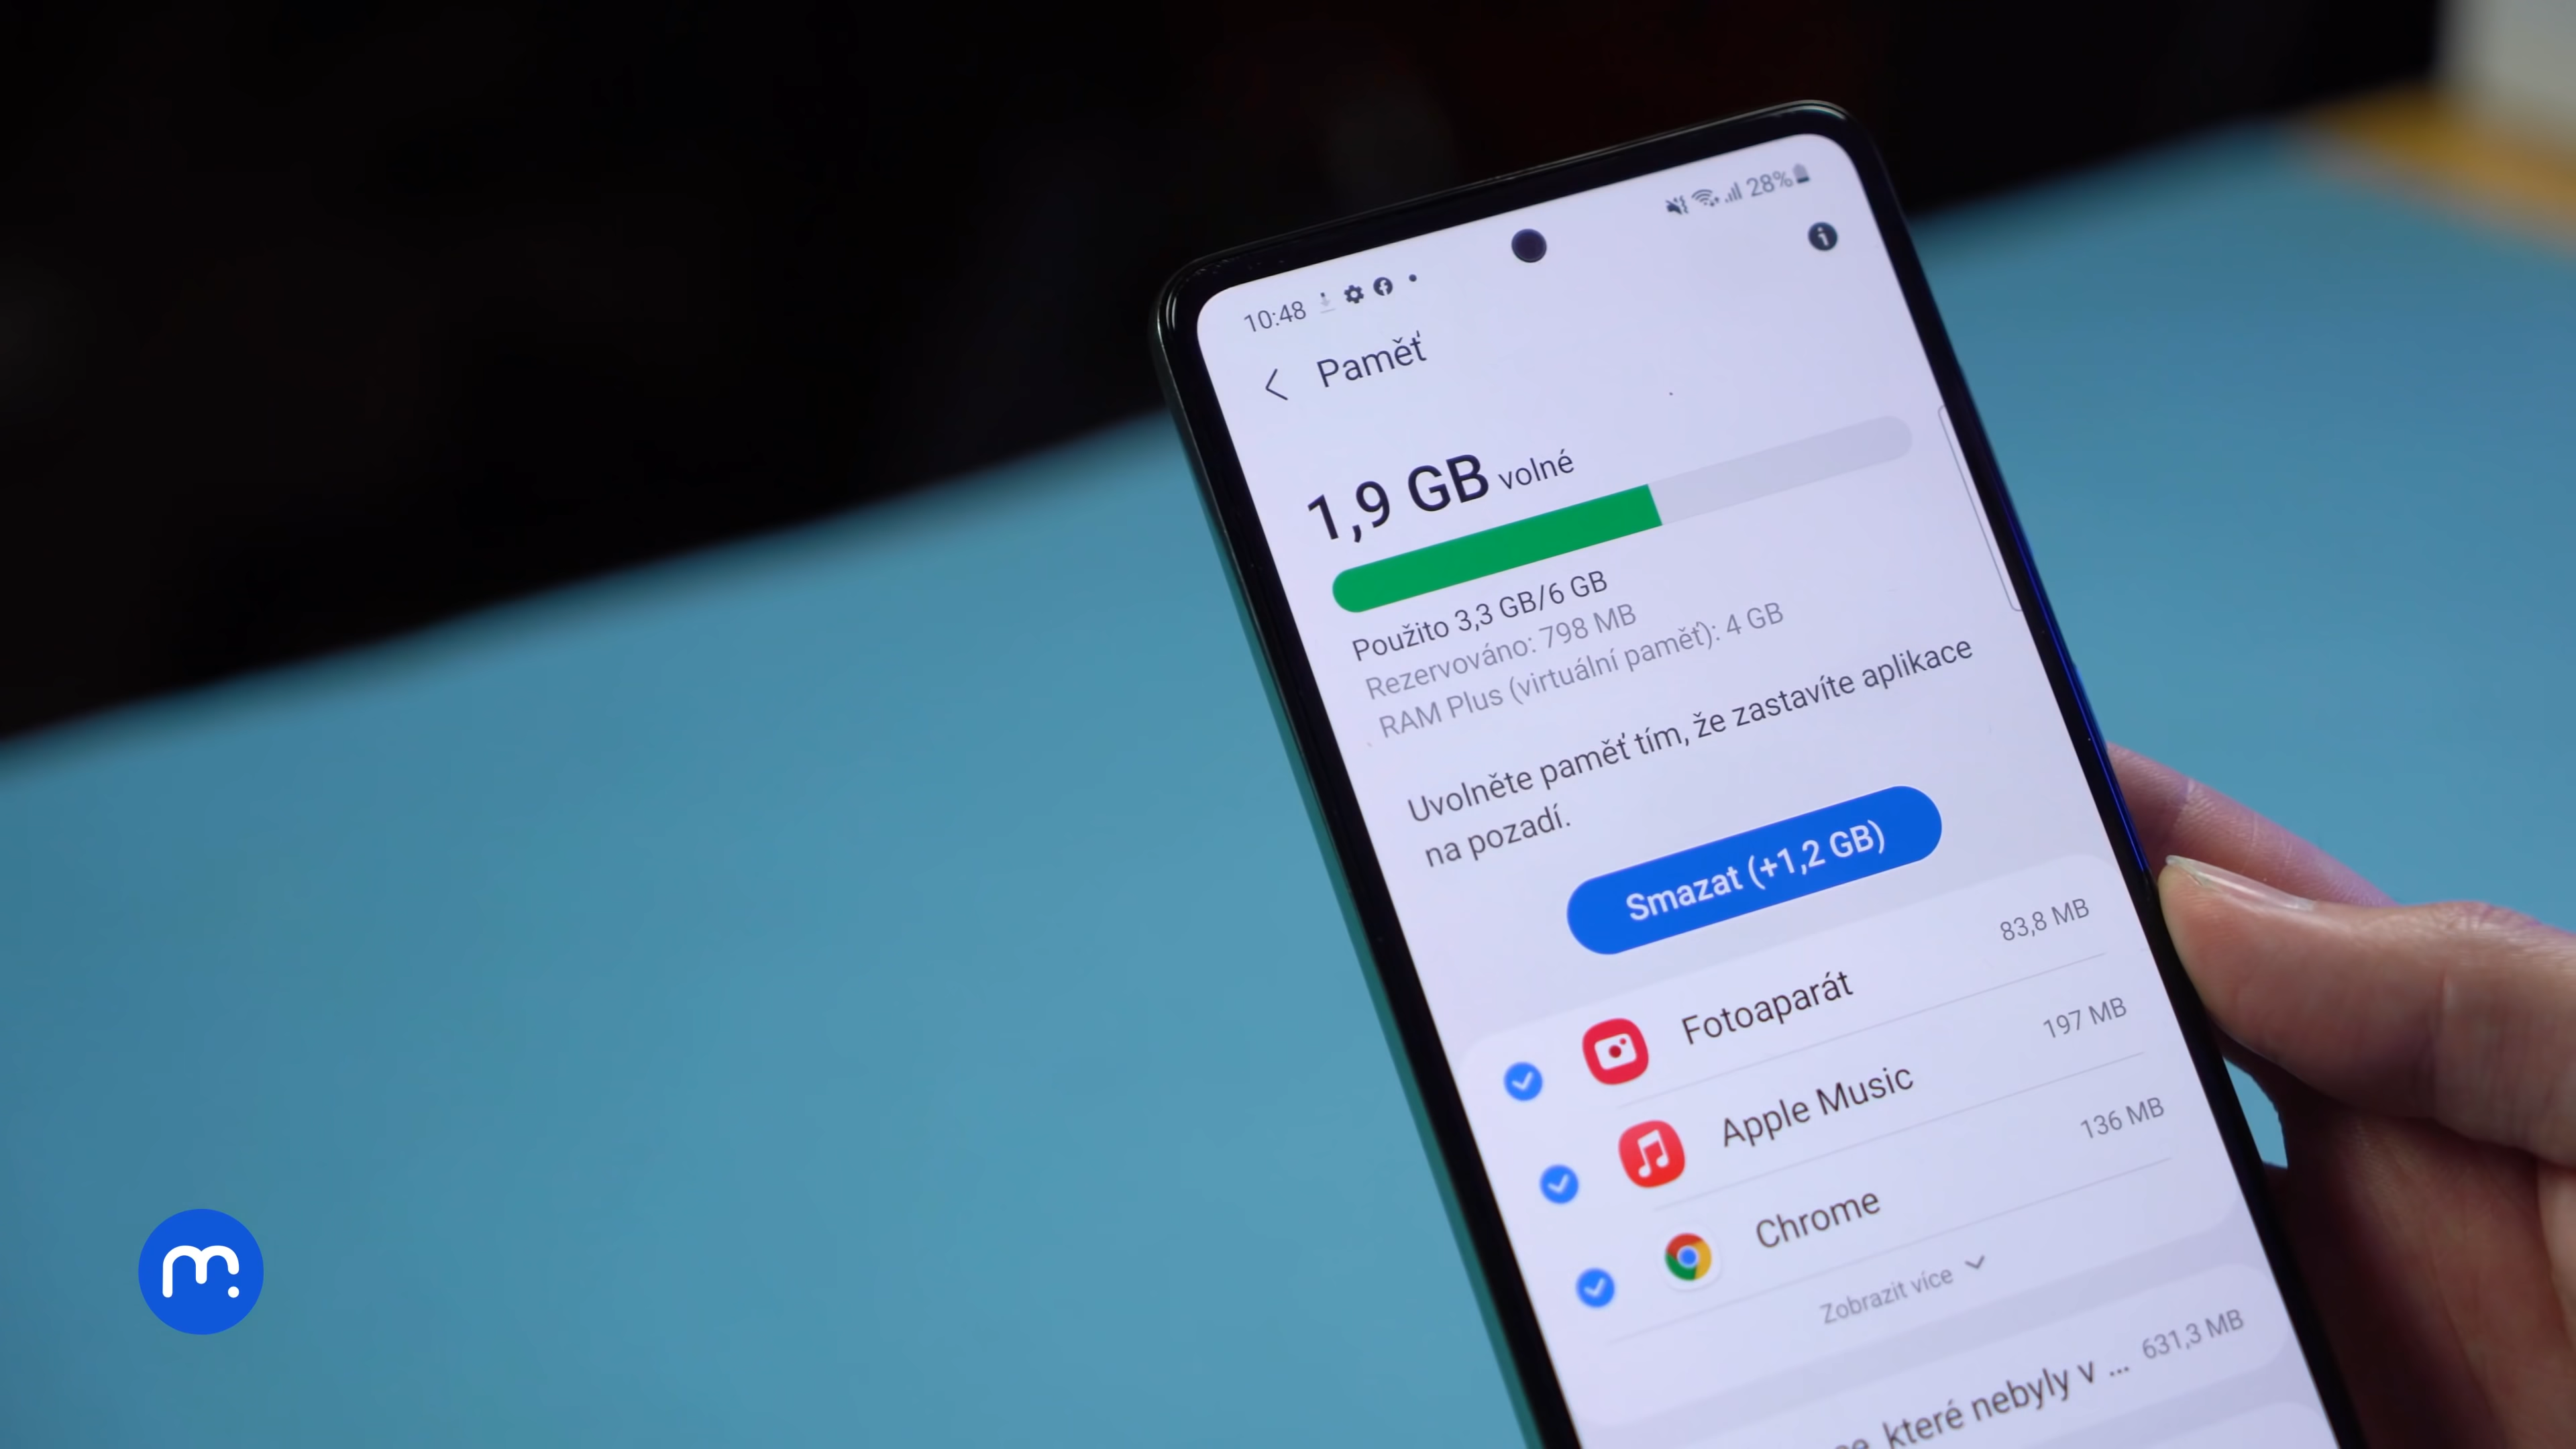 10:48
28%
Paměť
1,9 GB volné
Použito 3,3 GB/6 GB
Rezervováno: 798 MB
RAM Plus (virtuální paměť): 4 GB
Uvolněte paměť tím, že zastavíte aplikace
na pozadí.
Smazat (+1,2 GB)
Fotoaparát 83,8 MB
Apple Music 197 MB
Chrome 136 MB
Zobrazit více
které nebyly v ... 631,3 MB
m.